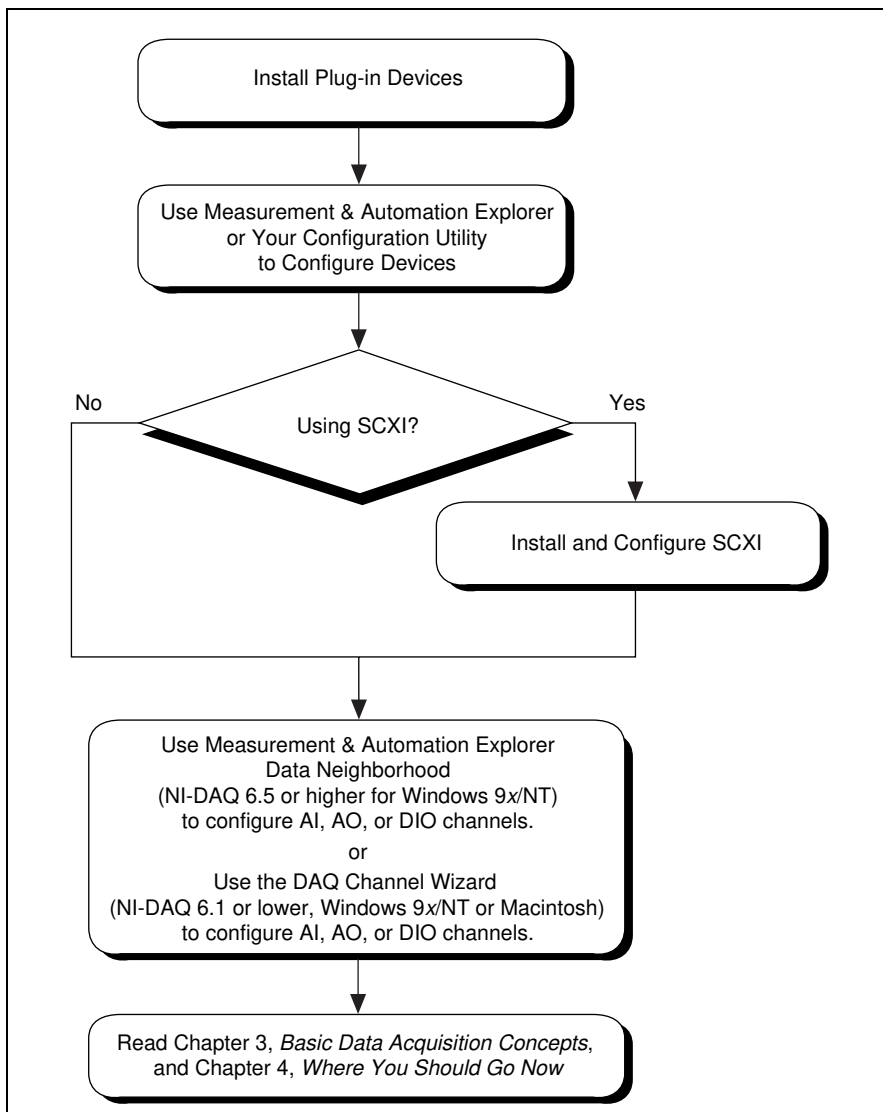 Install Plug-in Devices
Use Measurement & Automation Explorer
or Your Configuration Utility
to Configure Devices
No
Using SCXI?
Yes
Install and Configure SCXI
Use Measurement & Automation Explorer
Data Neighborhood
(NI-DAQ 6.5 or higher for Windows 9x/NT)
to configure AI, AO, or DIO channels.
or
Use the DAQ Channel Wizard
(NI-DAQ 6.1 or lower, Windows 9x/NT or Macintosh)
to configure AI, AO, or DIO channels.
Read Chapter 3, Basic Data Acquisition Concepts,
and Chapter 4, Where You Should Go Now